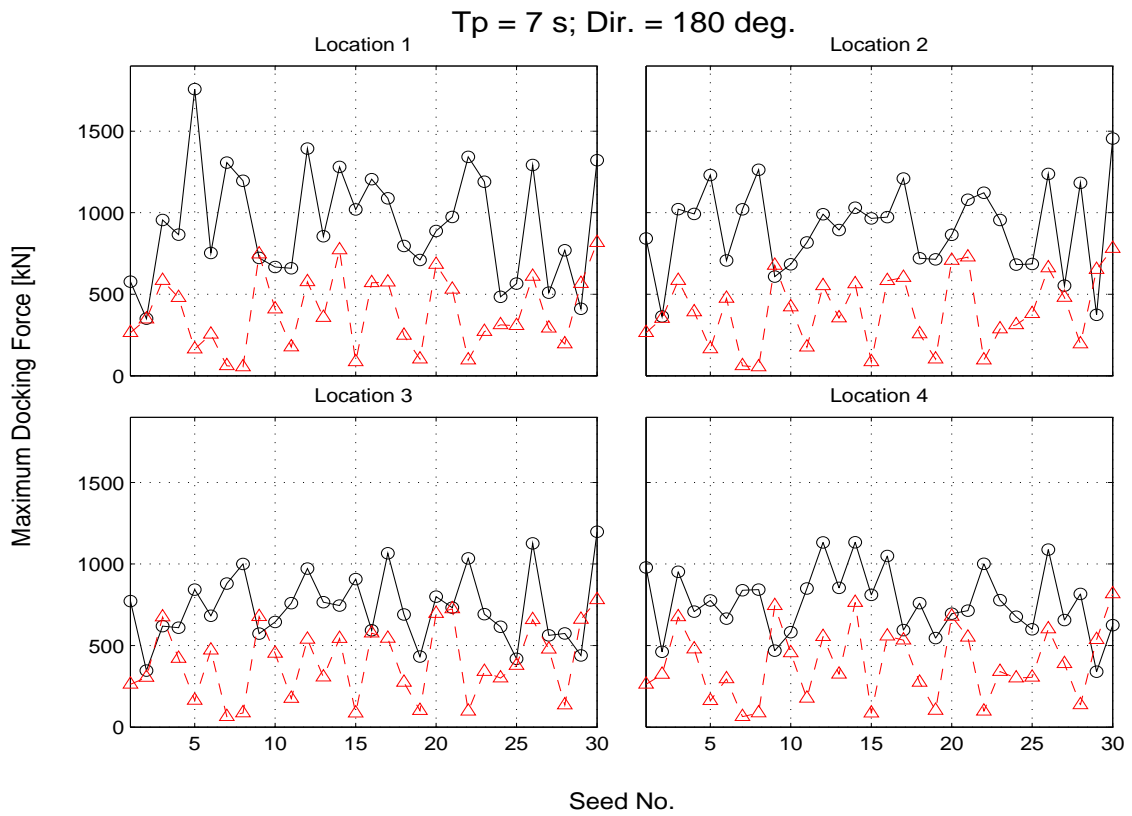 Tp = 7 s; Dir. = 180 deg.
Location 1
Location 2
1500
1000
500
0
Location 3
Location 4
1500
1000
500
0
5
10
15
20
25
30
5
10
15
20
25
30
Maximum Docking Force [kN]
Seed No.